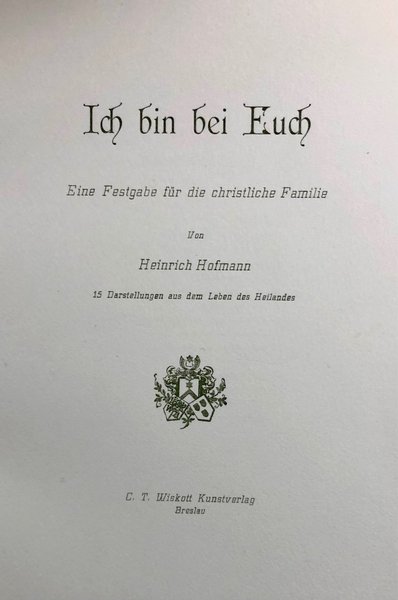 Ich bin bei Euch
Eine Festgabe für die christliche Familie
Von
Heinrich Hofmann
15 Darstellungen aus dem Leben des Heilandes
C. T. Wiskott Kunstverlag
Breslau